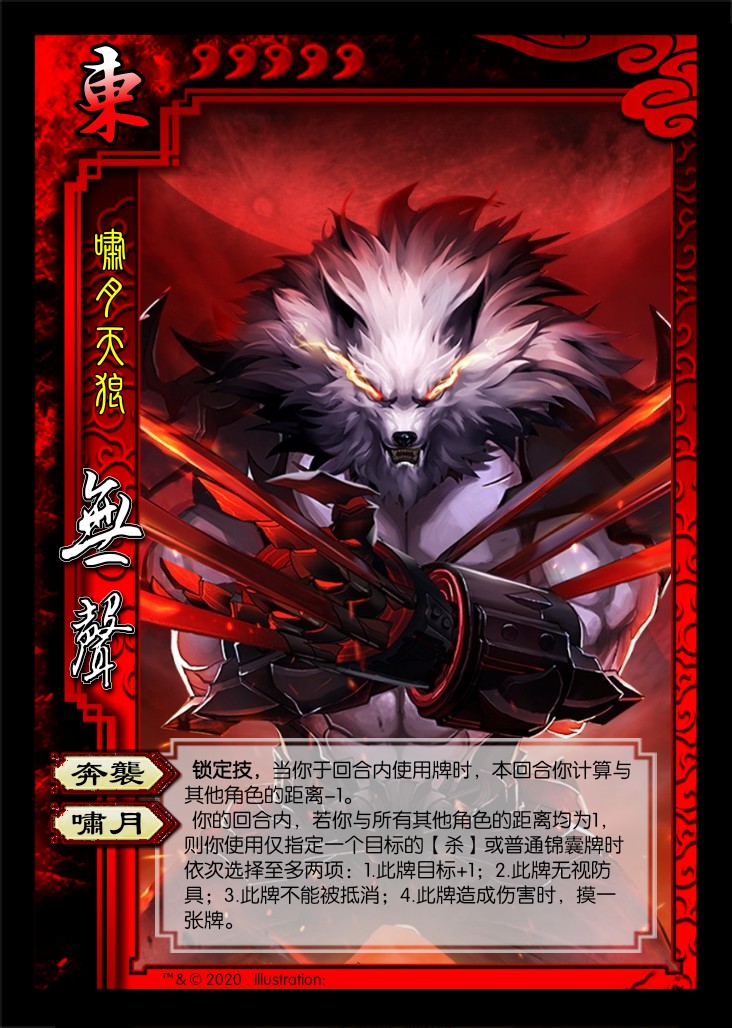 東
嘯月天狼
無聲
奔襲
锁定技，当你于回合内使用牌时，本回合你计算与
其他角色的距离-1。
嘯月
你的回合内，若你与所有其他角色的距离均为1，
则你使用仅指定一个目标的【杀】或普通锦囊牌时
依次选择至多两项：1.此牌目标+1；2.此牌无视防
具；3.此牌不能被抵消；4.此牌造成伤害时，摸一
张牌。
™&©2020 . Illustration: